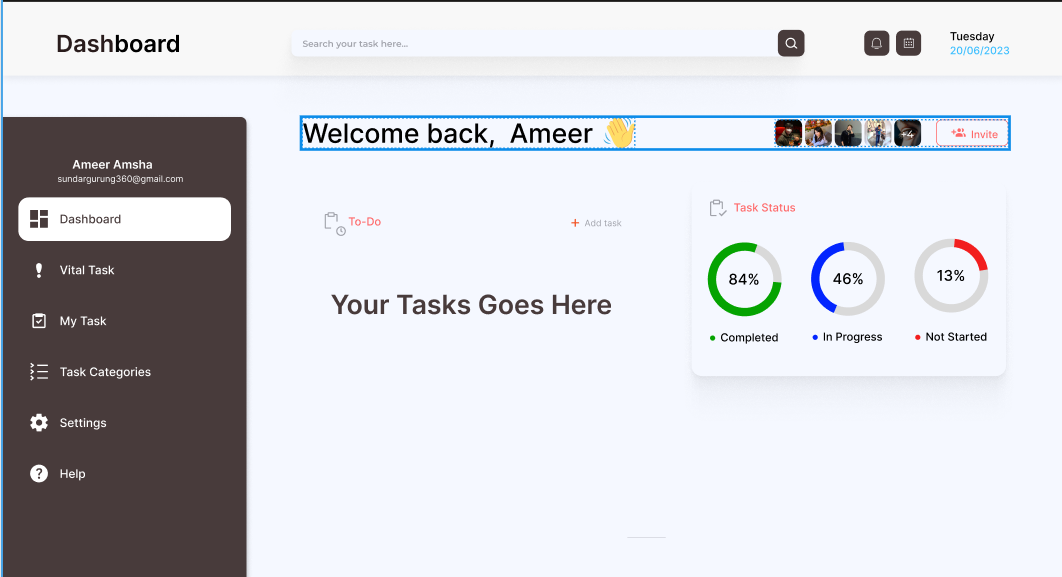 Dashboard
Search your task here...
Tuesday
20/06/2023
Ameer Amsha
sundargurung360@gmail.com
Dashboard
Vital Task
My Task
Task Categories
Settings
Help
Welcome back, Ameer 👋
+4
Invite
To-Do
+ Add task
Your Tasks Goes Here
Task Status
84%
46%
13%
Completed
In Progress
Not Started